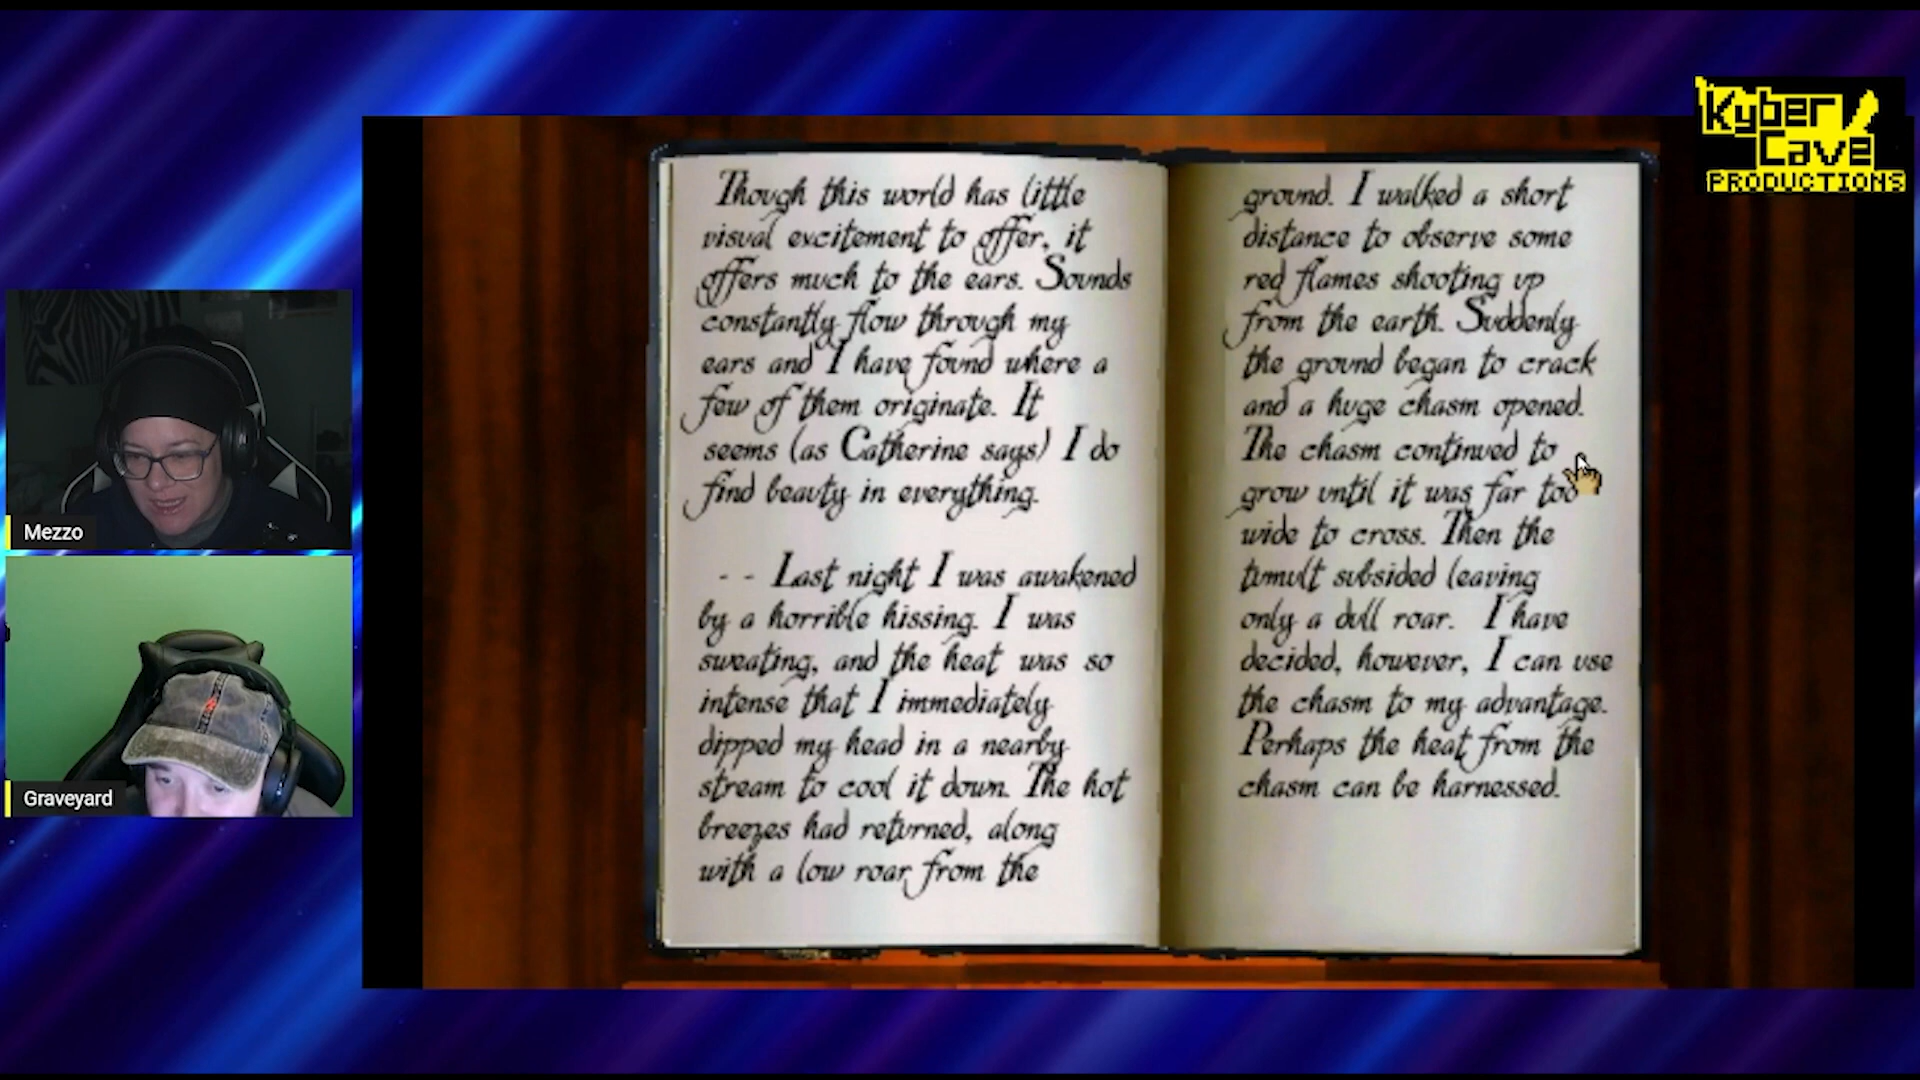 Kyber
Cave
PRODUCTIONS
Though this world has little
visual excitement to offer, it
offers much to the ears. Sounds
constantly flow through my
ears and I have found where a
few of them originate. It
seems (as Catherine says) I do
find beauty in everything.
- - Last night I was awakened
by a horrible hissing. I was
sweating, and the heat was so
intense that I immediately
dipped my head in a nearby
stream to cool it down. The hot
breezes had returned, along
with a low roar from the
ground. I walked a short
distance to observe some
red flames shooting up
from the earth. Suddenly
the ground began to crack
and a huge chasm opened.
The chasm continued to
grow until it was far too
wide to cross. Then the
tumult subsided leaving
only a dull roar. I have
decided, however, I can use
the chasm to my advantage.
Perhaps the heat from the
chasm can be harnessed.
Mezzo
Graveyard